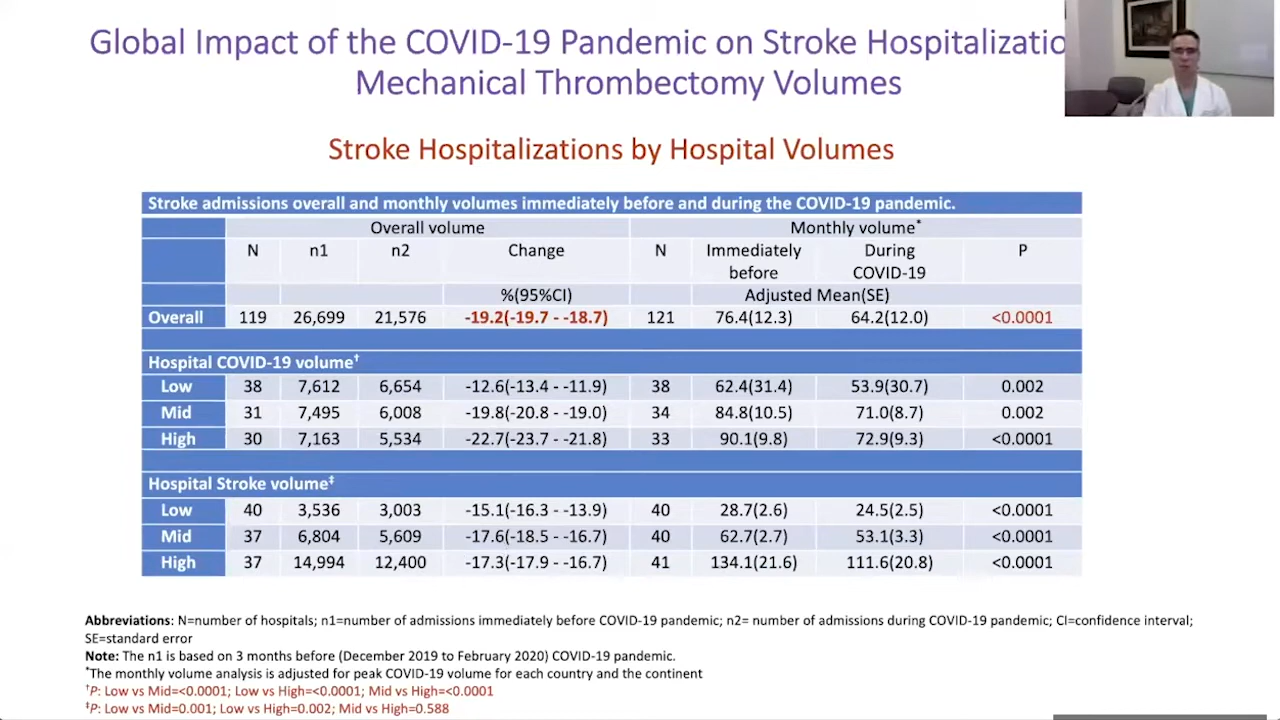 Global Impact of the COVID-19 Pandemic on Stroke Hospitalizatio
Mechanical Thrombectomy Volumes
Stroke Hospitalizations by Hospital Volumes
Stroke admissions overall and monthly volumes immediately before and during the COVID-19 pandemic.
Overall volume Monthly volume*
N n1 n2 Change N Immediately before During COVID-19 P
%(95%CI) Adjusted Mean(SE)
Overall 119 26,699 21,576 -19.2(-19.7 - -18.7) 121 76.4(12.3) 64.2(12.0) <0.0001
Hospital COVID-19 volume†
Low 38 7,612 6,654 -12.6(-13.4 - -11.9) 38 62.4(31.4) 53.9(30.7) 0.002
Mid 31 7,495 6,008 -19.8(-20.8 - -19.0) 34 84.8(10.5) 71.0(8.7) 0.002
High 30 7,163 5,534 -22.7(-23.7 - -21.8) 33 90.1(9.8) 72.9(9.3) <0.0001
Hospital Stroke volume‡
Low 40 3,536 3,003 -15.1(-16.3 - -13.9) 40 28.7(2.6) 24.5(2.5) <0.0001
Mid 37 6,804 5,609 -17.6(-18.5 - -16.7) 40 62.7(2.7) 53.1(3.3) <0.0001
High 37 14,994 12,400 -17.3(-17.9 - -16.7) 41 134.1(21.6) 111.6(20.8) <0.0001
Abbreviations: N=number of hospitals; n1=number of admissions immediately before COVID-19 pandemic; n2= number of admissions during COVID-19 pandemic; CI=confidence interval;
SE=standard error
Note: The n1 is based on 3 months before (December 2019 to February 2020) COVID-19 pandemic.
*The monthly volume analysis is adjusted for peak COVID-19 volume for each country and the continent
†P: Low vs Mid=<0.0001; Low vs High=<0.0001; Mid vs High=<0.0001
‡P: Low vs Mid=0.001; Low vs High=0.002; Mid vs High=0.588